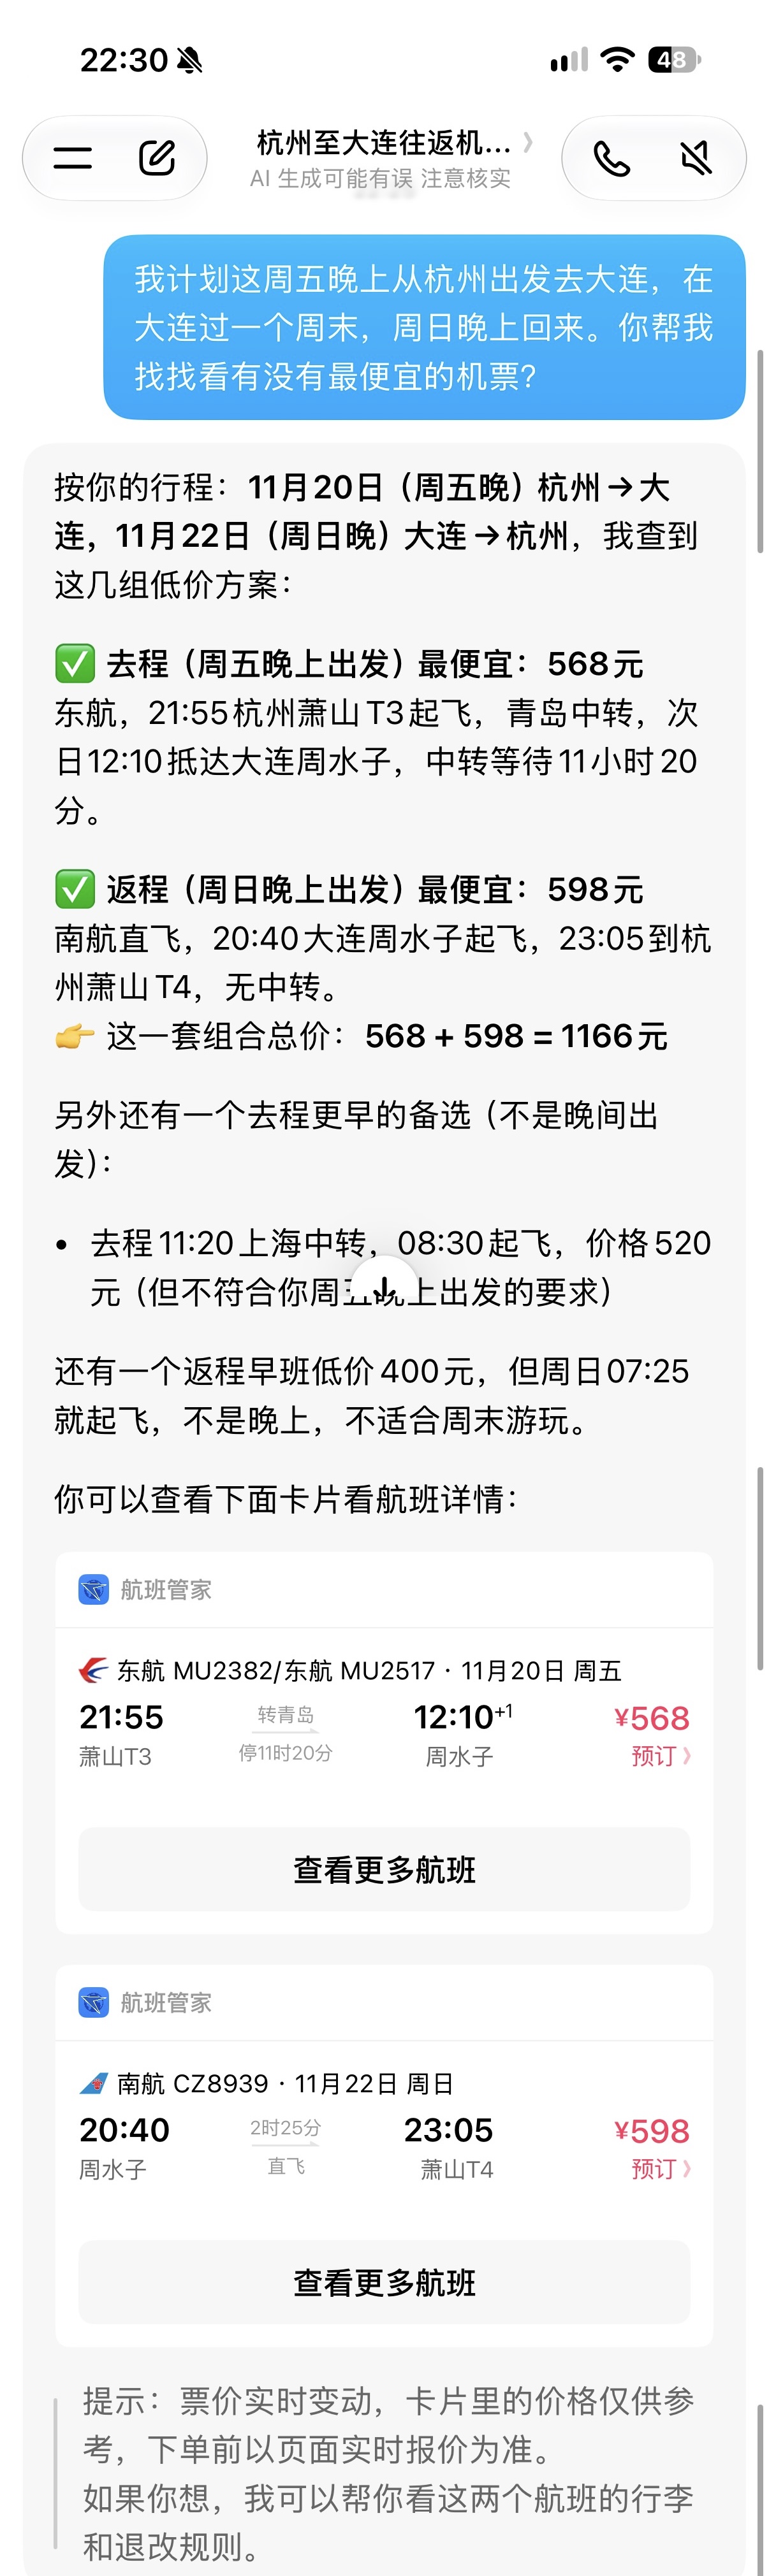 22:30
48
杭州至大连往返机...
AI 生成可能有误 注意核实
我计划这周五晚上从杭州出发去大连，在
大连过一个周末，周日晚上回来。你帮我
找找看有没有最便宜的机票？
按你的行程：11月20日（周五晚）杭州→大
连，11月22日（周日晚）大连→杭州，我查到
这几组低价方案：
✅ 去程（周五晚上出发）最便宜：568元
东航，21:55杭州萧山T3起飞，青岛中转，次
日12:10抵达大连周水子，中转等待11小时20
分。
✅ 返程（周日晚上出发）最便宜：598元
南航直飞，20:40大连周水子起飞，23:05到杭
州萧山T4，无中转。
👉 这一套组合总价：568 + 598 = 1166元
另外还有一个去程更早的备选（不是晚间出
发）：
• 去程11:20上海中转，08:30起飞，价格520
元（但不符合你周五晚上出发的要求）
还有一个返程早班低价400元，但周日07:25
就起飞，不是晚上，不适合周末游玩。
你可以查看下面卡片看航班详情：
航班管家
东航 MU2382/东航 MU2517 · 11月20日 周五
21:55 转青岛 12:10+1 ¥568
萧山T3 停11时20分 周水子 预订
查看更多航班
航班管家
南航 CZ8939 · 11月22日 周日
20:40 2时25分 23:05 ¥598
周水子 直飞 萧山T4 预订
查看更多航班
提示：票价实时变动，卡片里的价格仅供参
考，下单前以页面实时报价为准。
如果你想，我可以帮你看这两个航班的行李
和退改规则。